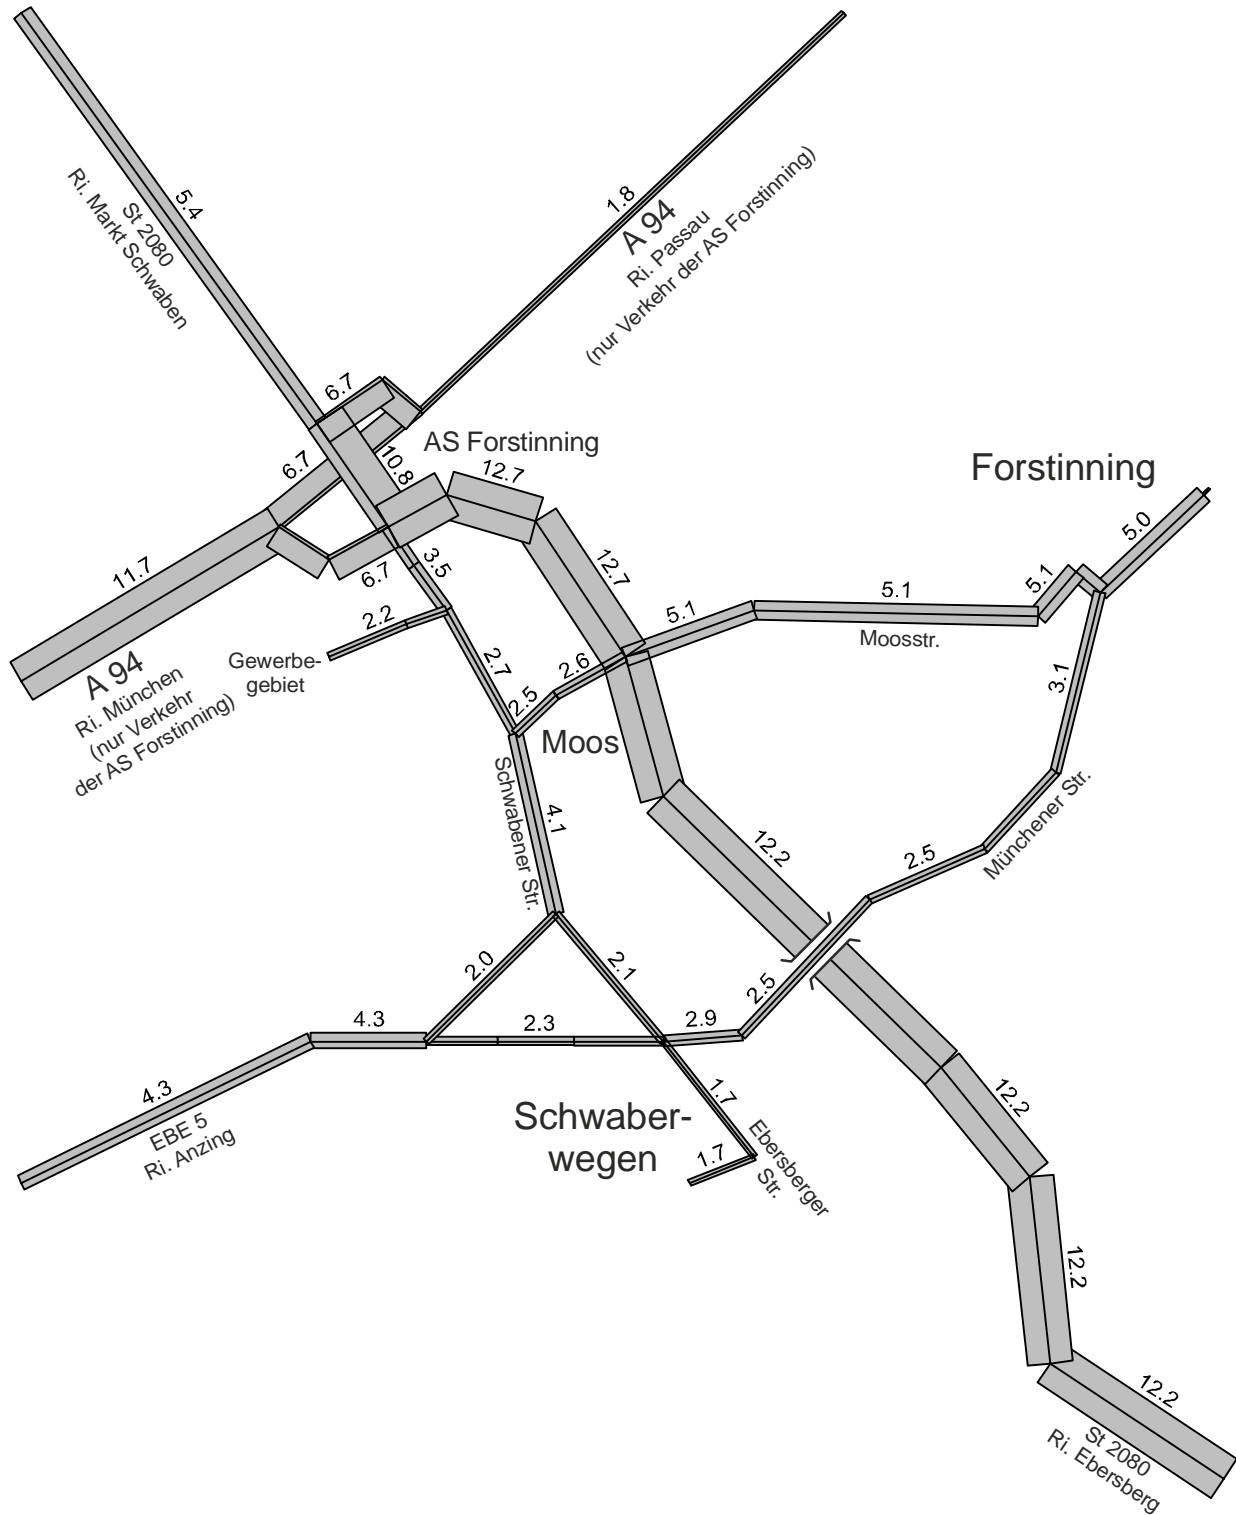 5.4
St 2080
Ri. Markt Schwaben
1.8
A 94
Ri. Passau
(nur Verkehr der AS Forstinning)
6.7
6.7
10.8
AS Forstinning
12.7
Forstinning
5.0
11.7
6.7
3.5
12.7
5.1
5.1
5.1
Moosstr.
2.2
Gewerbe-
gebiet
2.7
2.6
2.5
Moos
3.1
A 94
Ri. München
(nur Verkehr
der AS Forstinning)
Schwabener Str.
4.1
12.2
2.5
Münchener Str.
2.0
2.1
2.5
4.3
2.3
2.9
4.3
EBE 5
Ri. Anzing
Schwaber-
wegen
1.7
1.7
Ebersberger
Str.
12.2
12.2
12.2
St 2080
Ri. Ebersberg